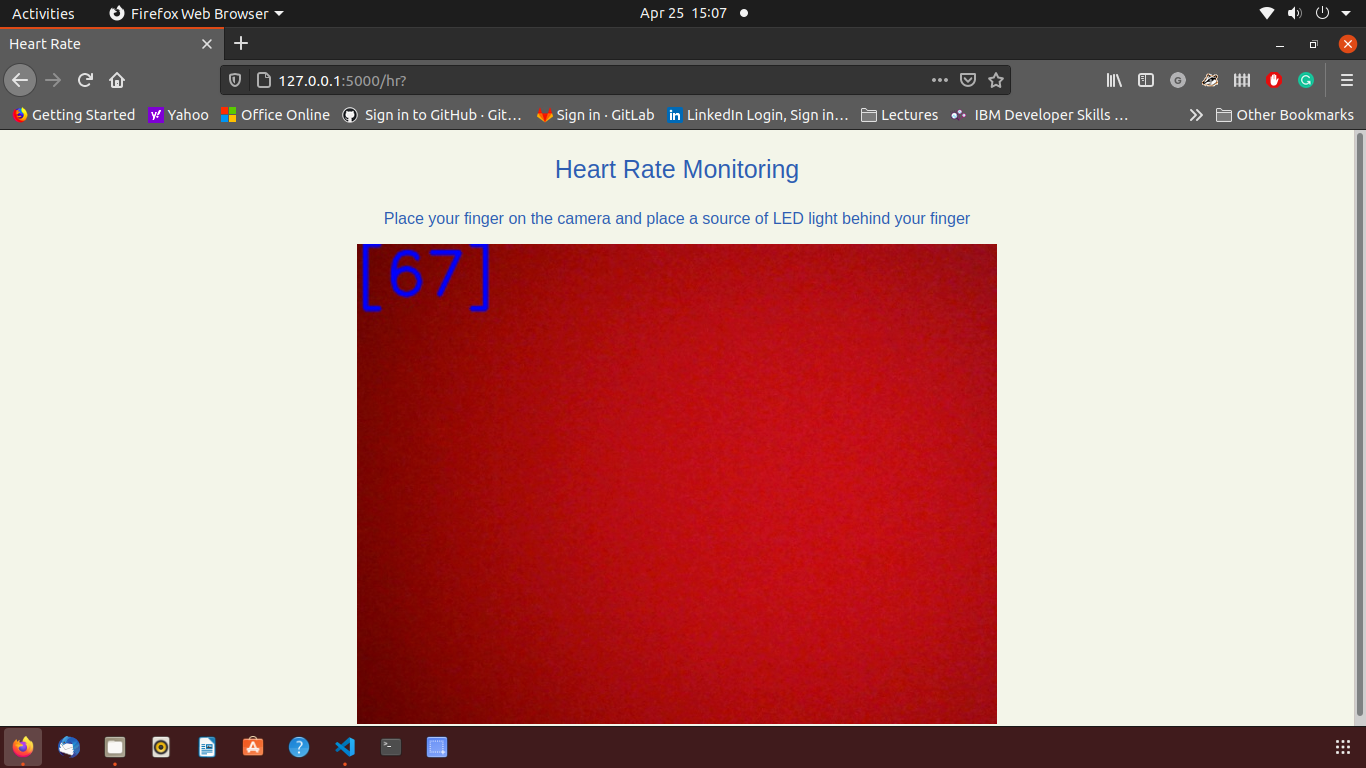 Activities Firefox Web Browser Apr 25 15:07
Heart Rate
127.0.0.1:5000/hr?
Getting Started Yahoo Office Online Sign in to GitHub · Git… Sign in · GitLab LinkedIn Login, Sign in… Lectures IBM Developer Skills … Other Bookmarks
Heart Rate Monitoring
Place your finger on the camera and place a source of LED light behind your finger
[67]